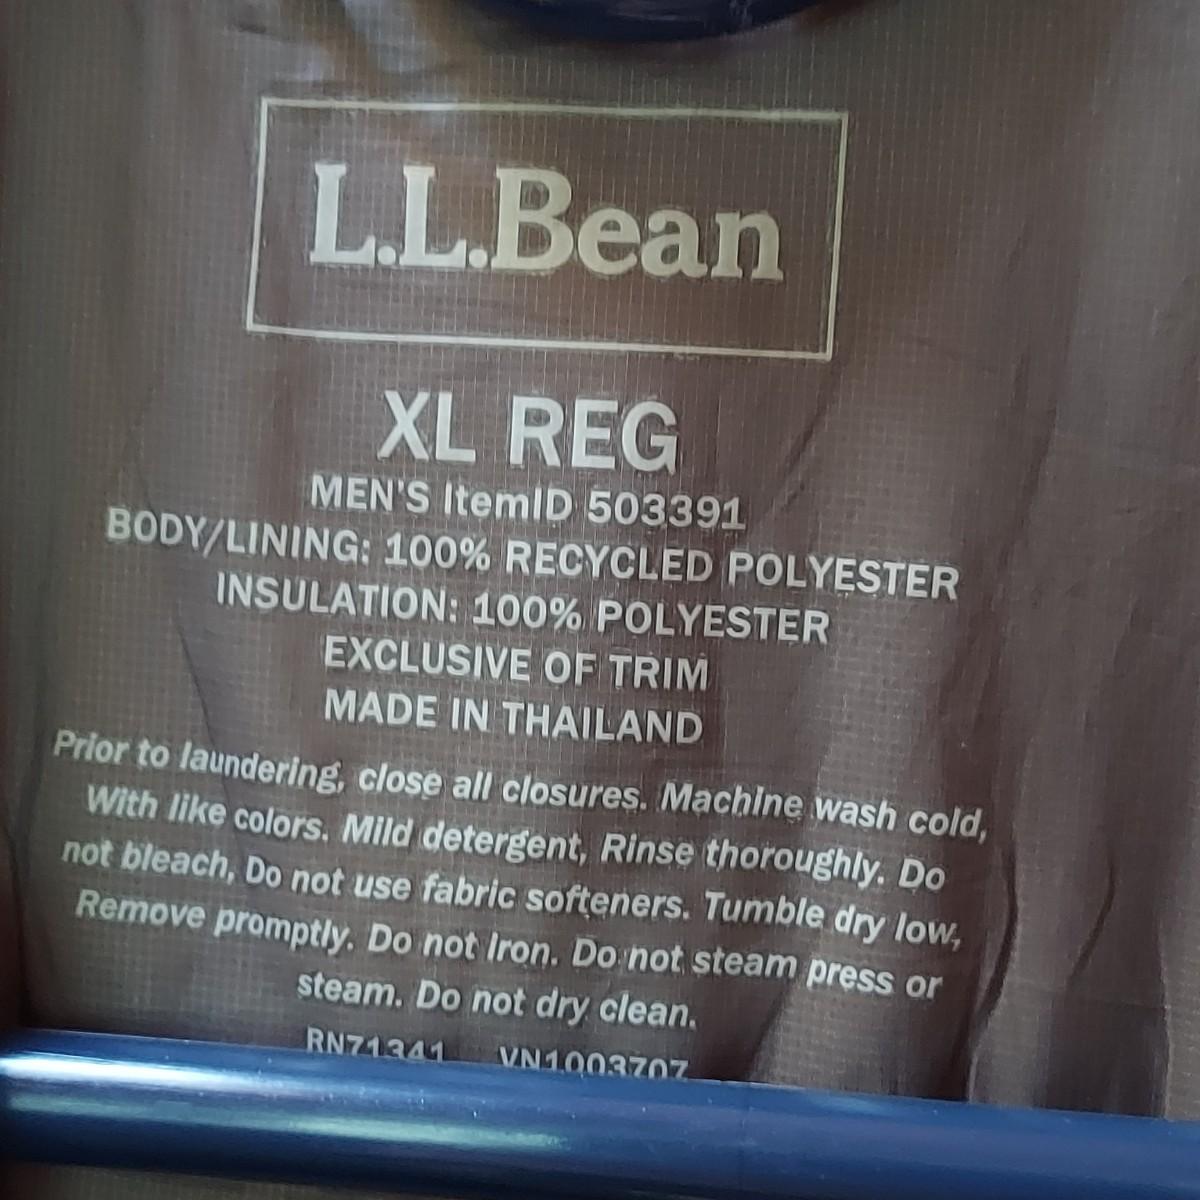 L.L.Bean
XL REG
MEN'S ItemID 503391
BODY/LINING: 100% RECYCLED POLYESTER
INSULATION: 100% POLYESTER
EXCLUSIVE OF TRIM
MADE IN THAILAND
Prior to laundering, close all closures. Machine wash cold,
With like colors. Mild detergent, Rinse thoroughly. Do
not bleach, Do not use fabric softeners. Tumble dry low,
Remove promptly. Do not Iron. Do not steam press or
steam. Do not dry clean.
RN71341 VN1003707